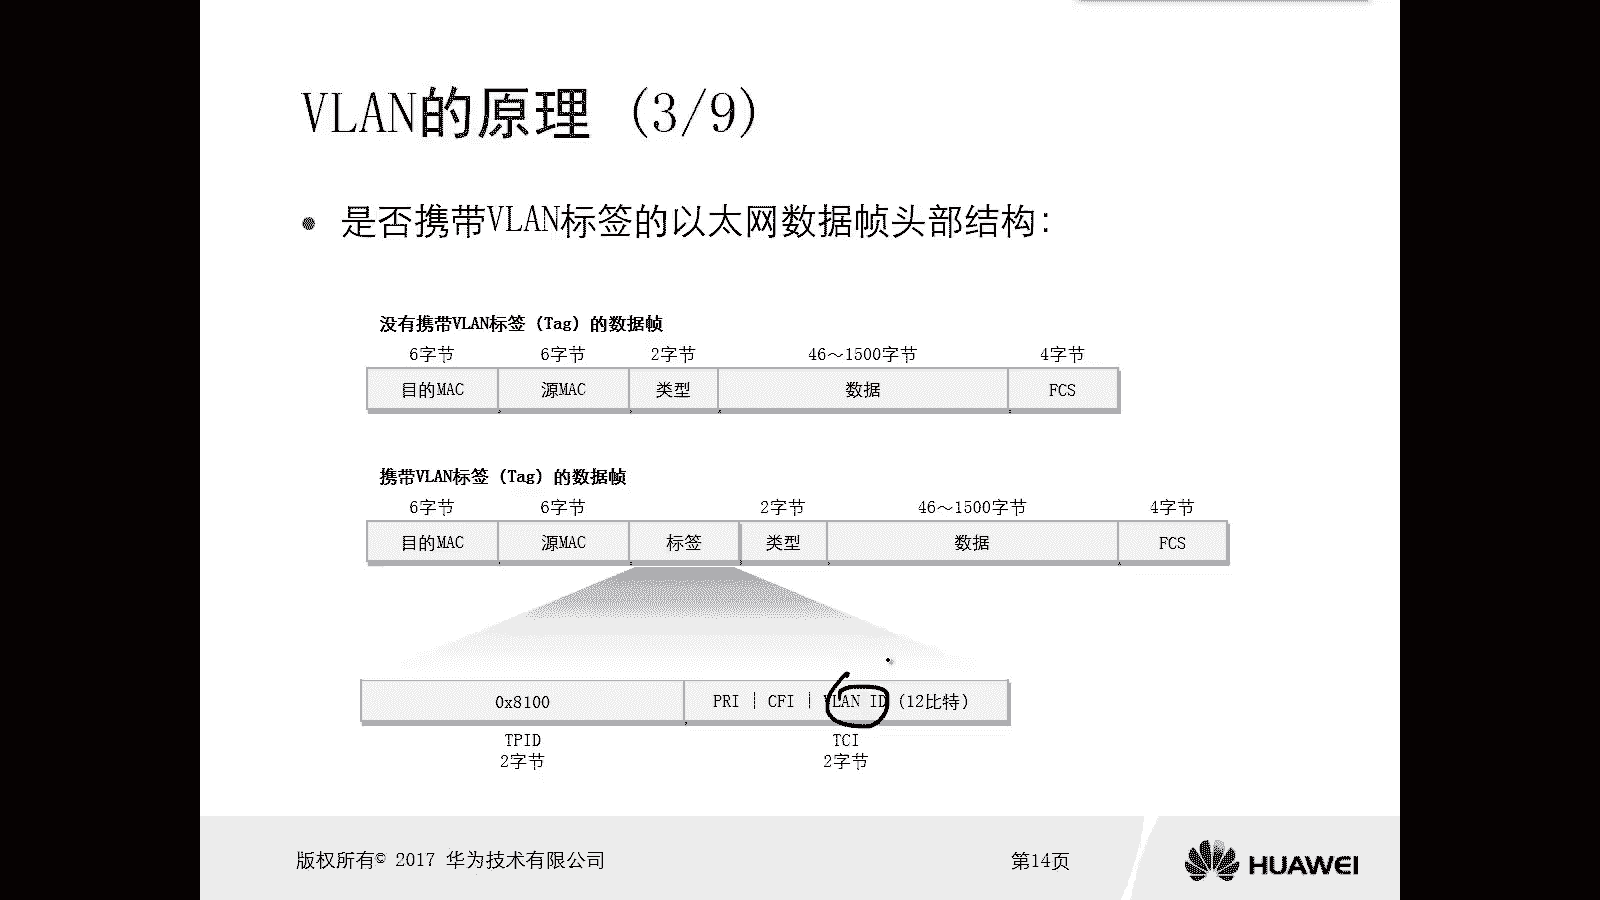 VLAN的原理 (3/9)
是否携带VLAN标签的以太网数据帧头部结构:
没有携带VLAN标签 (Tag) 的数据帧
6字节 6字节 2字节 46～1500字节 4字节
目的MAC 源MAC 类型 数据 FCS
携带VLAN标签 (Tag) 的数据帧
6字节 6字节 2字节 46～1500字节 4字节
目的MAC 源MAC 标签 类型 数据 FCS
0x8100 PRI | CFI | VLAN ID (12比特)
TPID TCI
2字节 2字节
版权所有© 2017 华为技术有限公司 第14页 HUAWEI